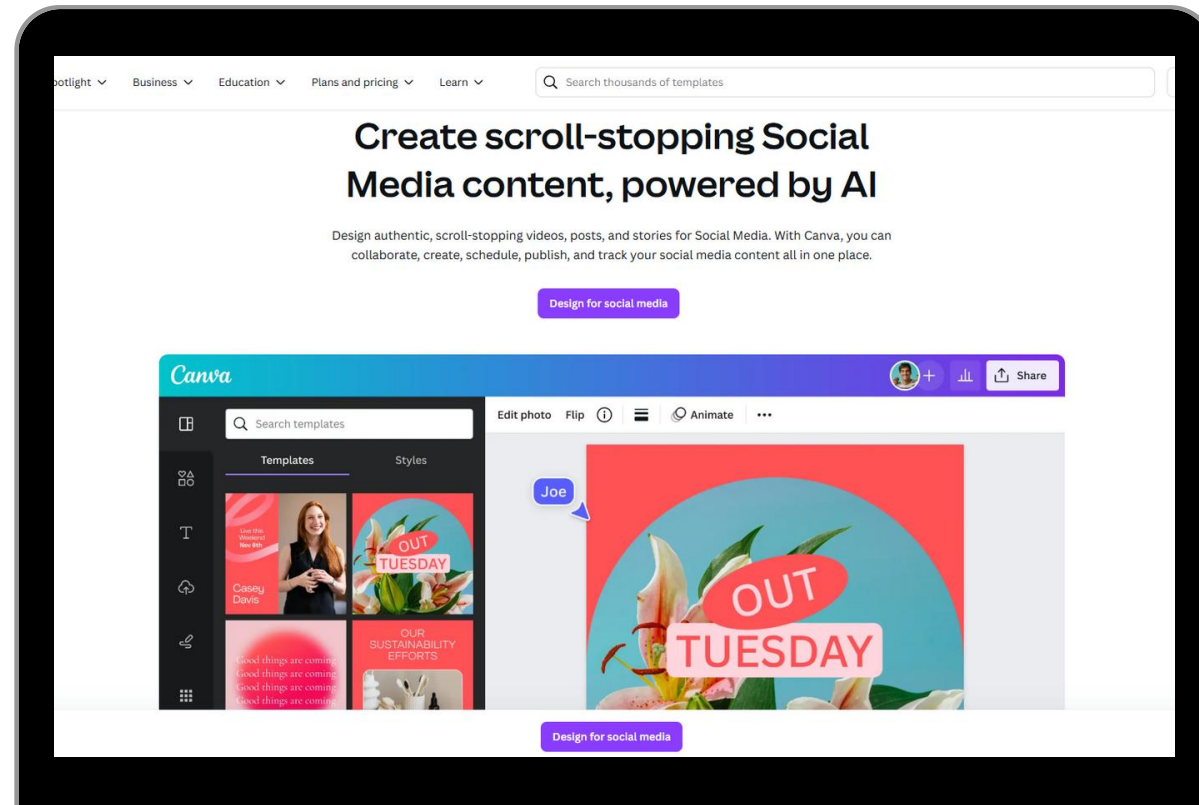 Business
Education
Plans and pricing
Learn
Search thousands of templates
Create scroll-stopping Social
Media content, powered by AI
Design authentic, scroll-stopping videos, posts, and stories for Social Media. With Canva, you can
collaborate, create, schedule, publish, and track your social media content all in one place.
Design for social media
Canva
Share
Search templates
Edit photo
Flip
Animate
Templates
Styles
Joe
Live this
Weekend
Nov 8th
Casey
Davis
OUT
TUESDAY
OUR
SUSTAINABILITY
EFFORTS
Good things are coming
Good things are coming
Good things are coming
Good things are coming
OUT
TUESDAY
Design for social media